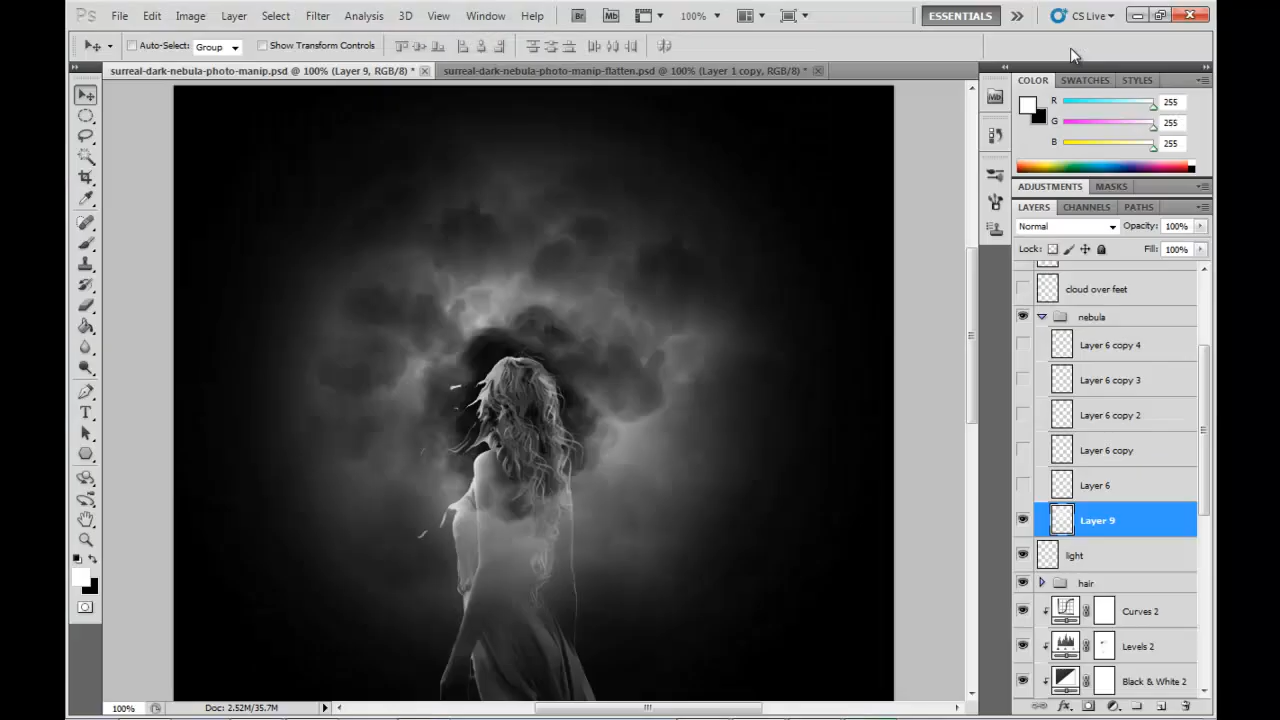 Ps File Edit Image Layer Select Filter Analysis 3D View Window Help Br Mb 100% ESSENTIALS CS Live
Auto-Select: Group Show Transform Controls
surreal-dark-nebula-photo-manip.psd @ 100% (Layer 9, RGB/8) * surreal-dark-nebula-photo-manip-flatten.psd @ 100% (Layer 1 copy, RGB/8) *
COLOR SWATCHES STYLES
Mb
R 255
G 255
B 255
ADJUSTMENTS MASKS
LAYERS CHANNELS PATHS
Normal Opacity: 100%
Lock: Fill: 100%
cloud over feet
nebula
Layer 6 copy 4
Layer 6 copy 3
Layer 6 copy 2
Layer 6 copy
Layer 6
Layer 9
light
hair
Curves 2
Levels 2
Black & White 2
T
100% Doc: 2.52M/35.7M
fx